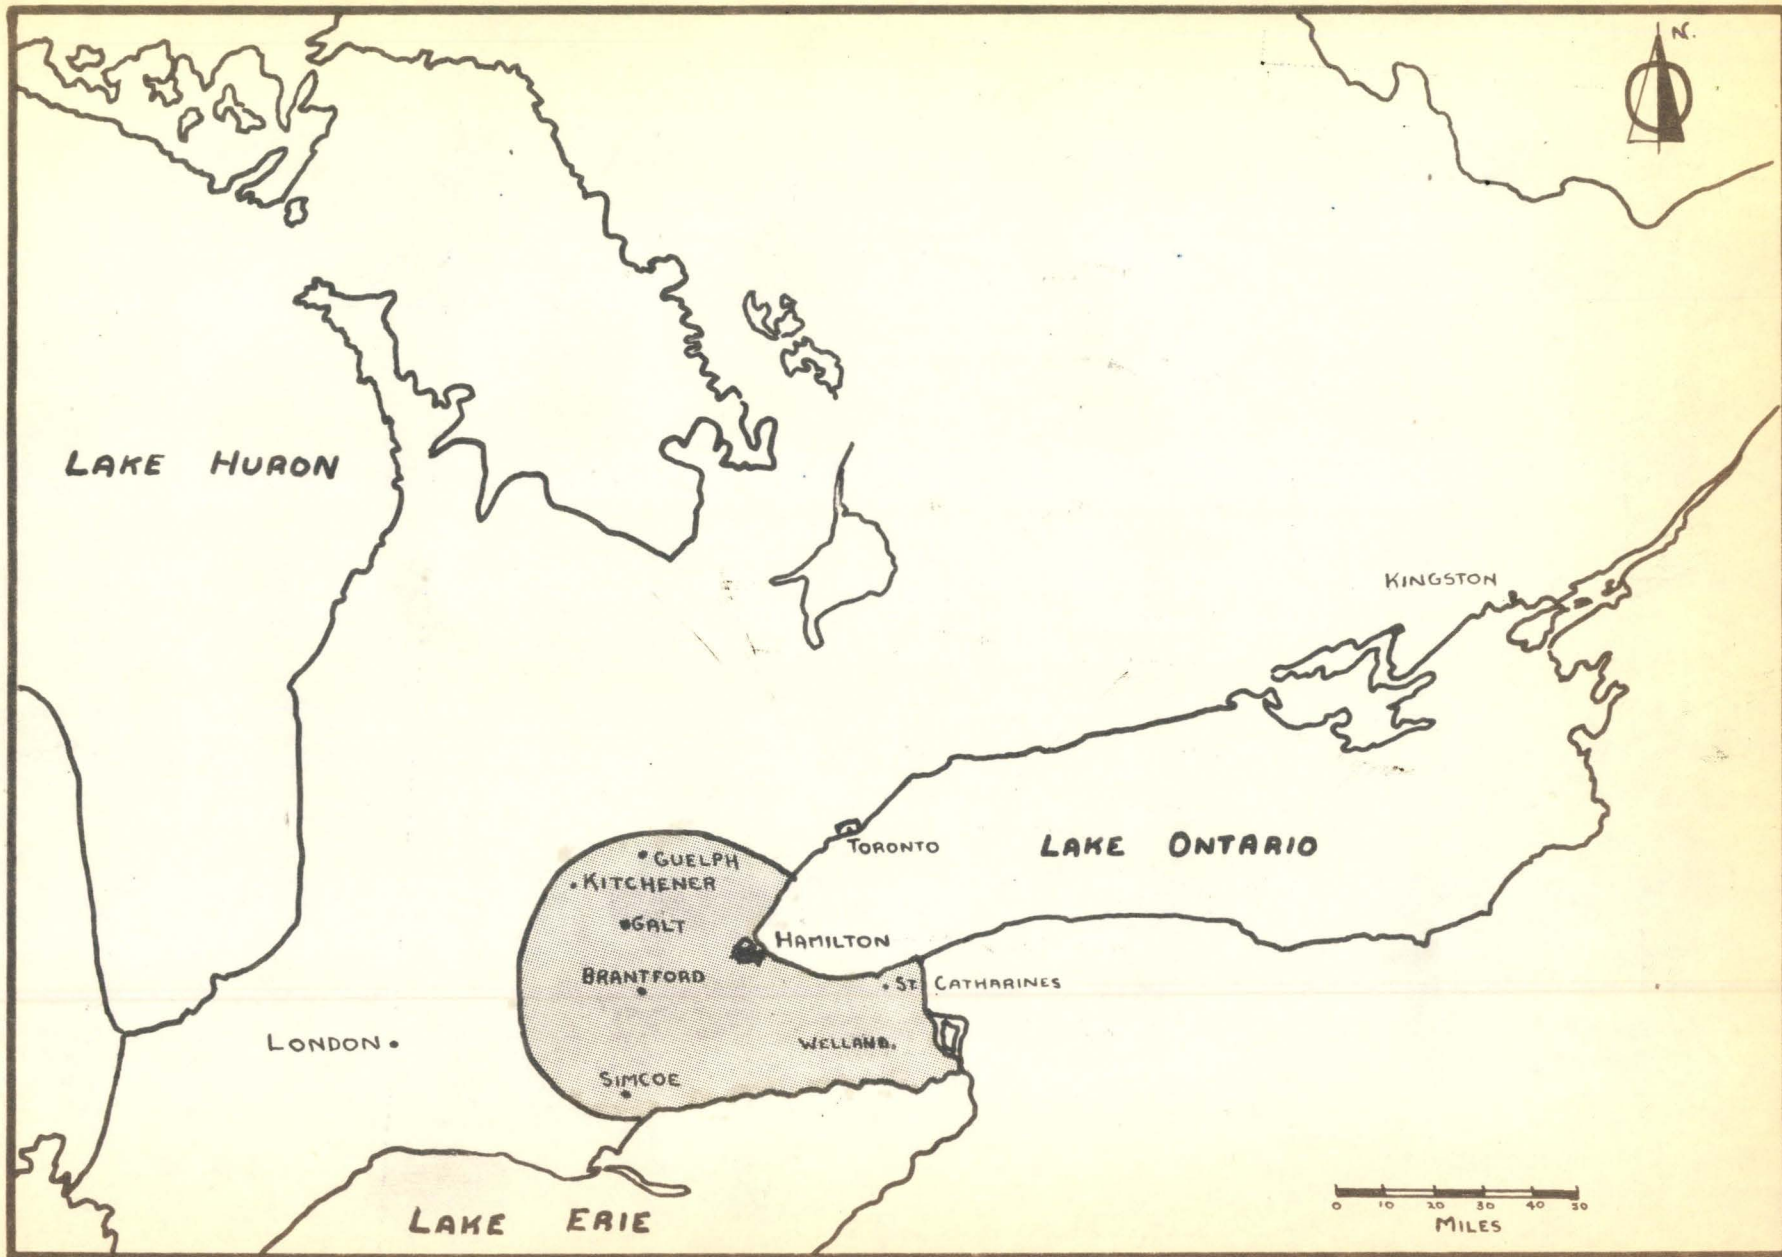 N.
LAKE HURON
KINGSTON
TORONTO
LAKE ONTARIO
GUELPH
KITCHENER
GALT
HAMILTON
BRANTFORD
ST. CATHARINES
LONDON
WELLAND.
SIMCOE
LAKE ERIE
0 10 20 30 40 50
MILES